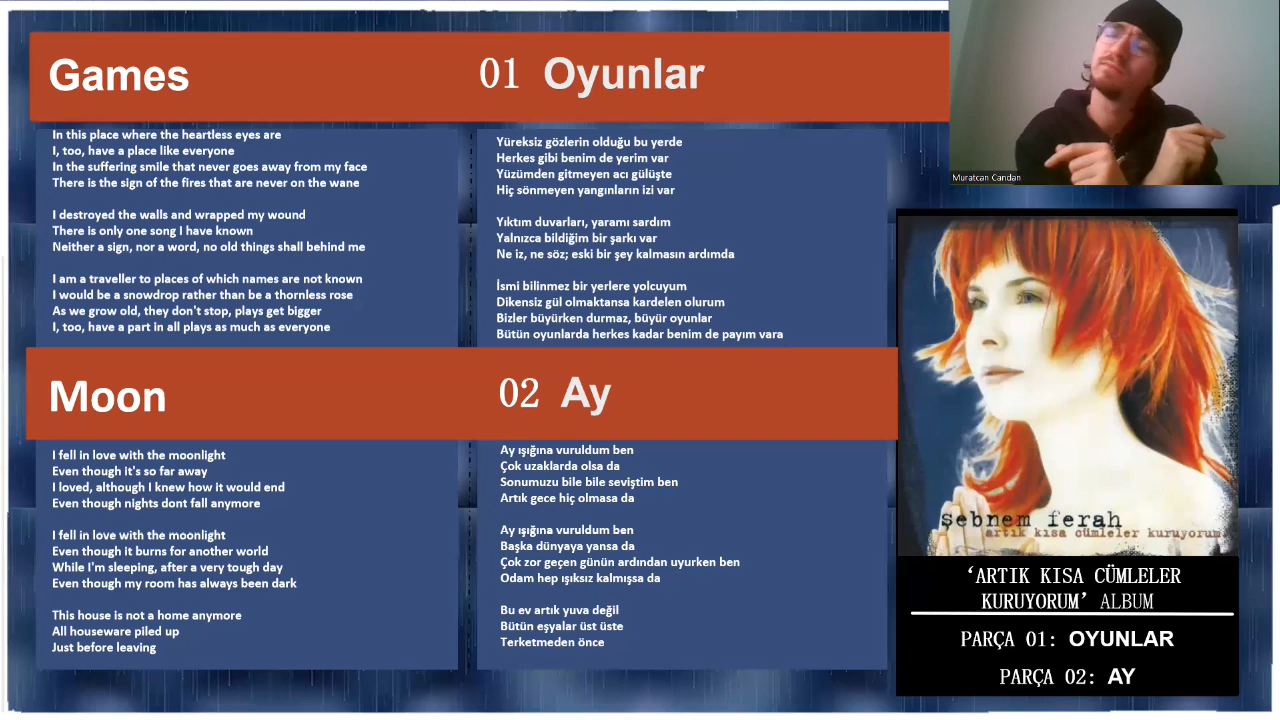 Games
In this place where the heartless eyes are
I, too, have a place like everyone
In the suffering smile that never goes away from my face
There is the sign of the fires that are never on the wane
I destroyed the walls and wrapped my wound
There is only one song I have known
Neither a sign, nor a word, no old things shall behind me
I am a traveller to places of which names are not known
I would be a snowdrop rather than be a thornless rose
As we grow old, they don't stop, plays get bigger
I, too, have a part in all plays as much as everyone
01 Oyunlar
Yüreksiz gözlerin olduğu bu yerde
Herkes gibi benim de yerim var
Yüzümden gitmeyen acı gülüşte
Hiç sönmeyen yangınların izi var
Yıktım duvarları, yaramı sardım
Yalnızca bildiğim bir şarkı var
Ne iz, ne söz; eski bir şey kalmasın ardımda
İsmi bilinmez bir yerlere yolcuyum
Dikensiz gül olmaktansa kardelen olurum
Bizler büyürken durmaz, büyür oyunlar
Bütün oyunlarda herkes kadar benim de payım vara
Moon
I fell in love with the moonlight
Even though it's so far away
I loved, although I knew how it would end
Even though nights dont fall anymore
I fell in love with the moonlight
Even though it burns for another world
While I'm sleeping, after a very tough day
Even though my room has always been dark
This house is not a home anymore
All houseware piled up
Just before leaving
02 Ay
Ay ışığına vuruldum ben
Çok uzaklarda olsa da
Sonumuzu bile bile seviştim ben
Artık gece hiç olmasa da
Ay ışığına vuruldum ben
Başka dünyaya yansa da
Çok zor geçen günün ardından uyurken ben
Odam hep ışıksız kalmışsa da
Bu ev artık yuva değil
Bütün eşyalar üst üste
Terketmeden önce
Muratcan Candan
şebnem ferah
artık kısa cümleler kuruyorum
‘ARTIK KISA CÜMLELER
KURUYORUM’ ALBUM
PARÇA 01: OYUNLAR
PARÇA 02: AY